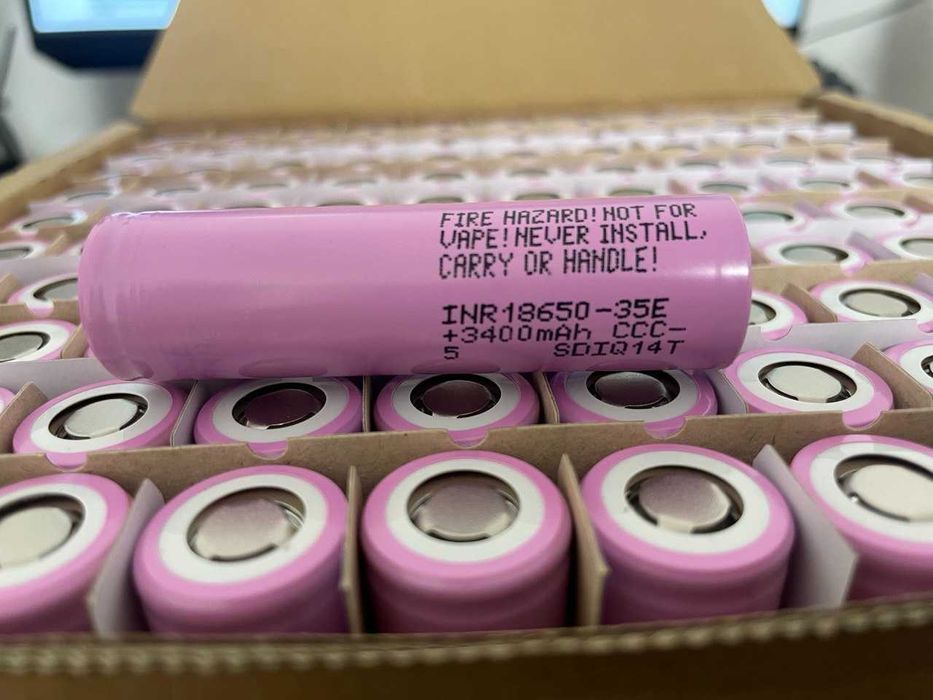 FIRE HAZARD!NOT FOR
VAPE!NEVER INSTALL,
CARRY OR HANDLE!
INR18650-35E
+3400mAh CCC-
5 SDIQ14T